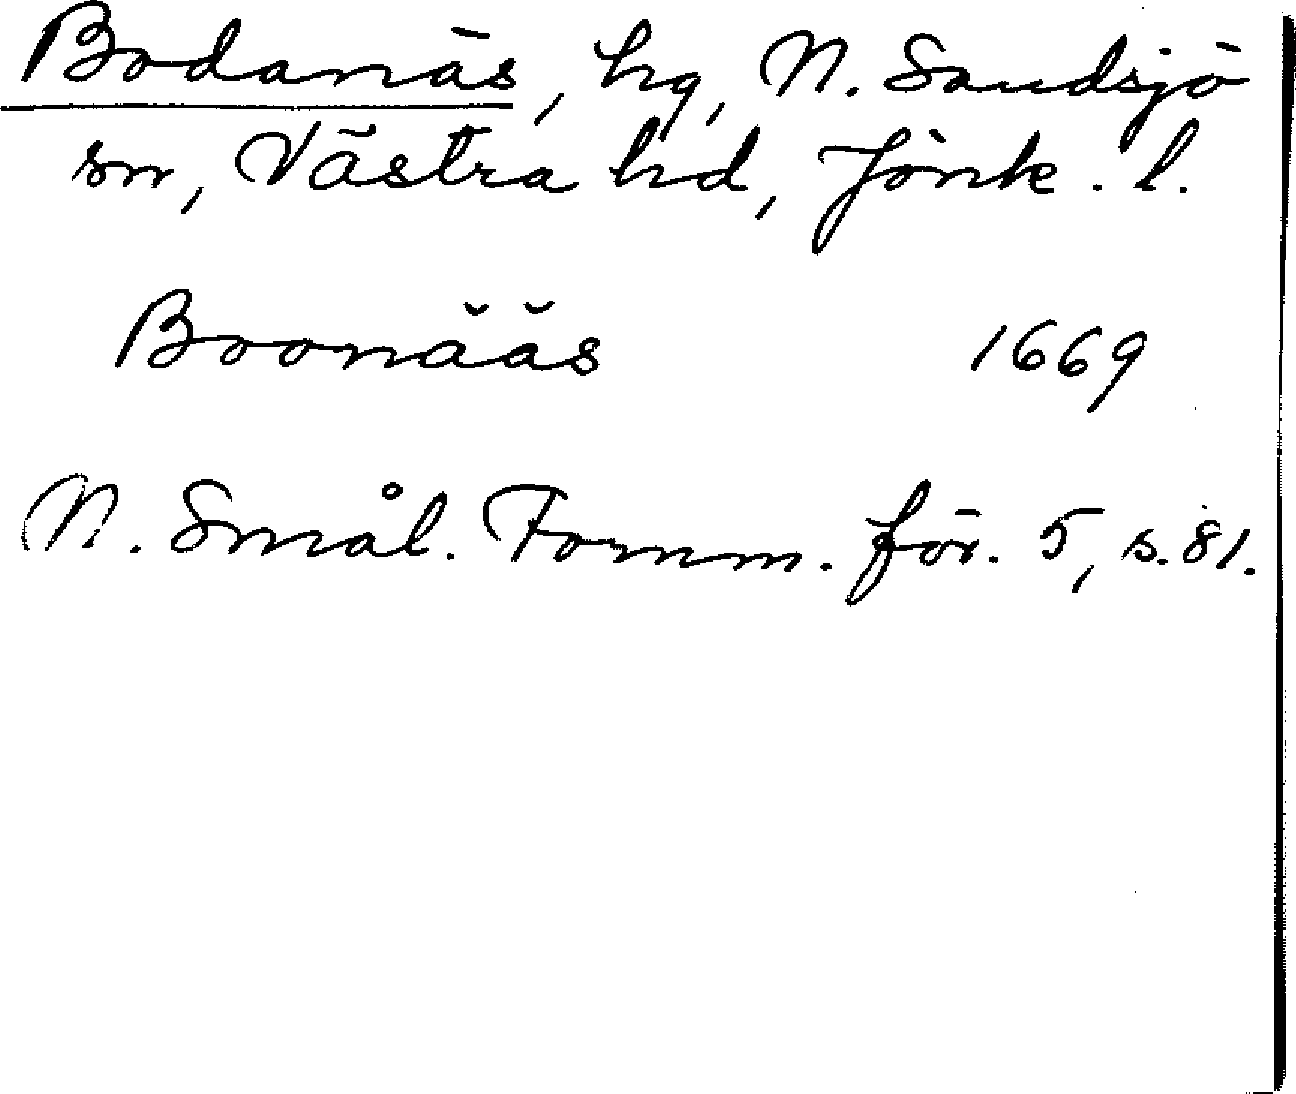 Bodanäs, hg, N. Sandsjö
sn, Västra hd, Jönk. l.
Boonääs 1669
N. Smål. Fornm. för. 5, s. 81.